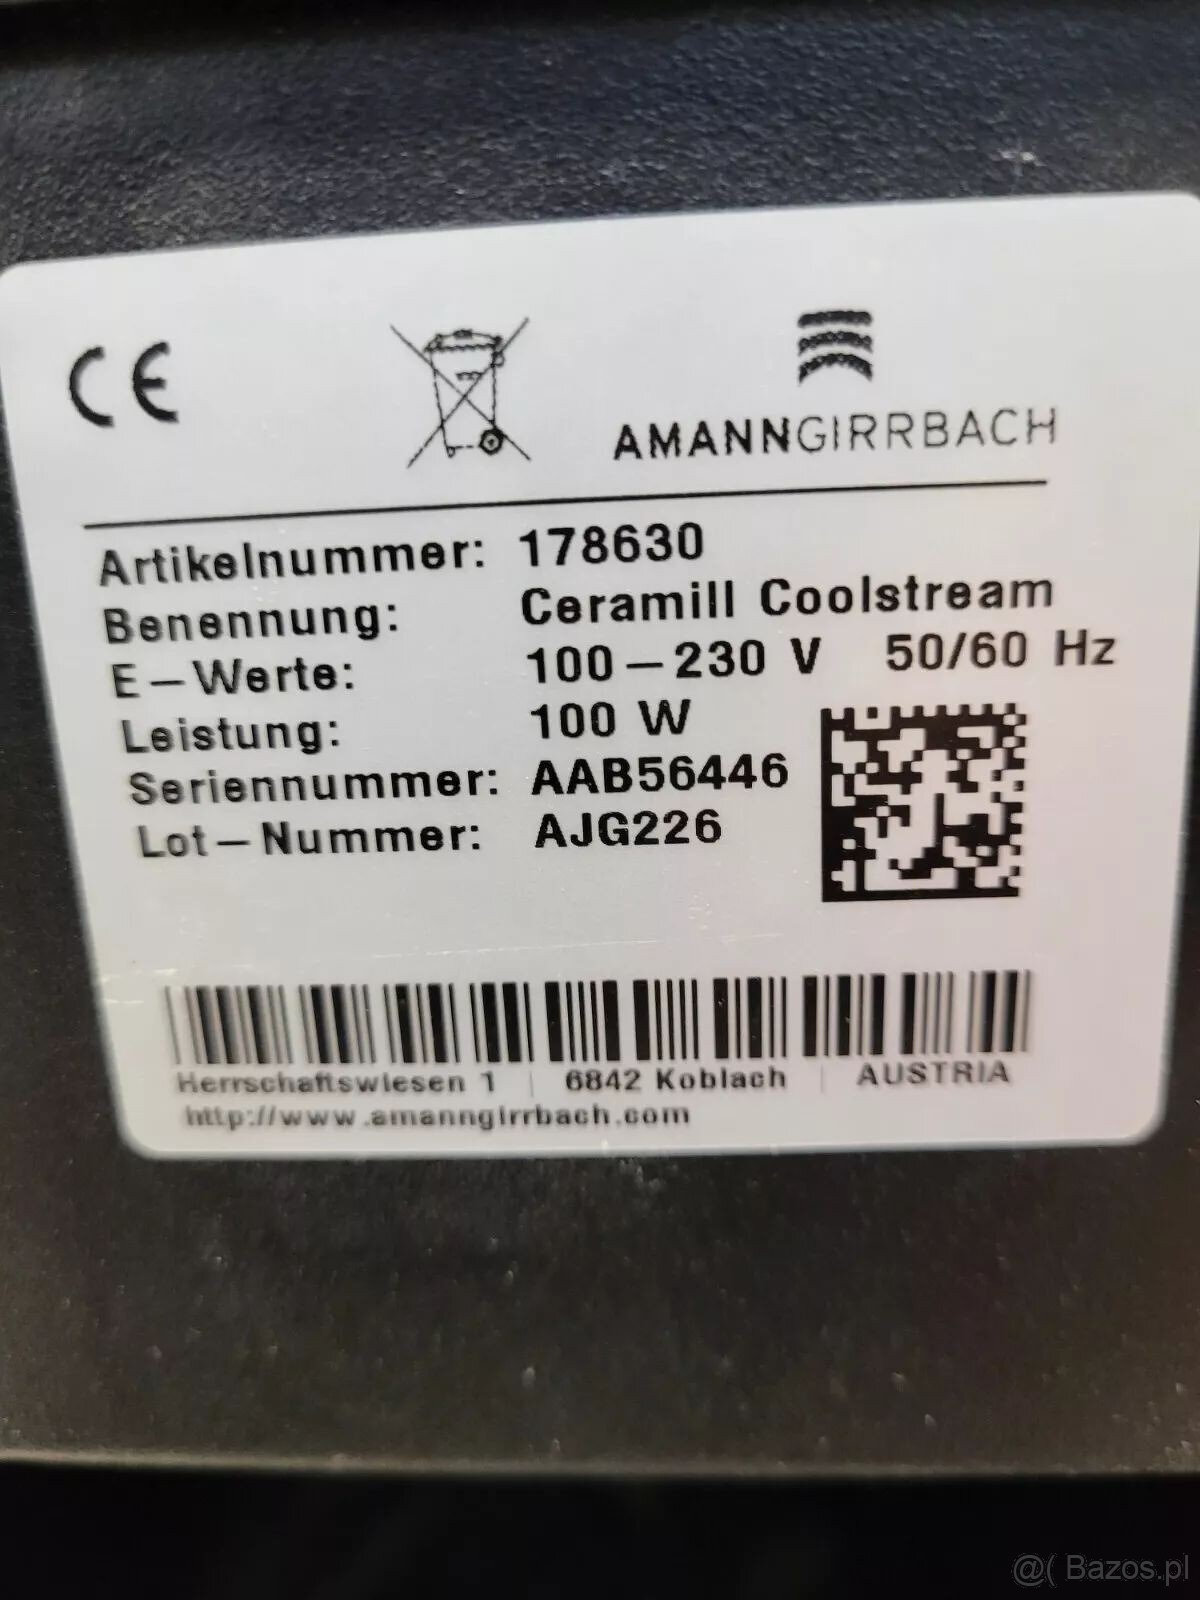 CE
AMANNGIRRBACH
Artikelnummer: 178630
Benennung: Ceramill Coolstream
E-Werte: 100-230 V 50/60 Hz
Leistung: 100 W
Seriennummer: AAB56446
Lot-Nummer: AJG226
Herrschaftswiesen 1 | 6842 Koblach | AUSTRIA
http://www.amanngirrbach.com
@( Bazos.pl